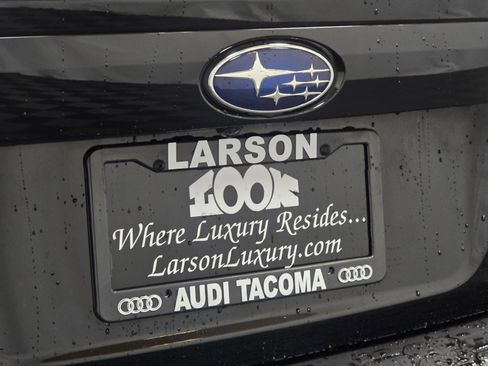 LARSON
LOOK
Where Luxury Resides...
LarsonLuxury.com
AUDI TACOMA